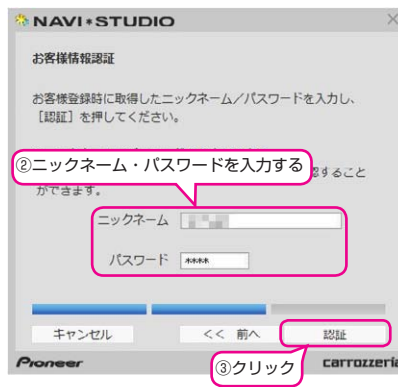 NAVI*STUDIO
お客様情報認証
お客様登録時に取得したニックネーム／パスワードを入力し、
［認証］を押してください。
②ニックネーム・パスワードを入力する
ること
ができます。
ニックネーム
パスワード ****
キャンセル << 前へ 認証
③クリック
Pioneer carrozzeria